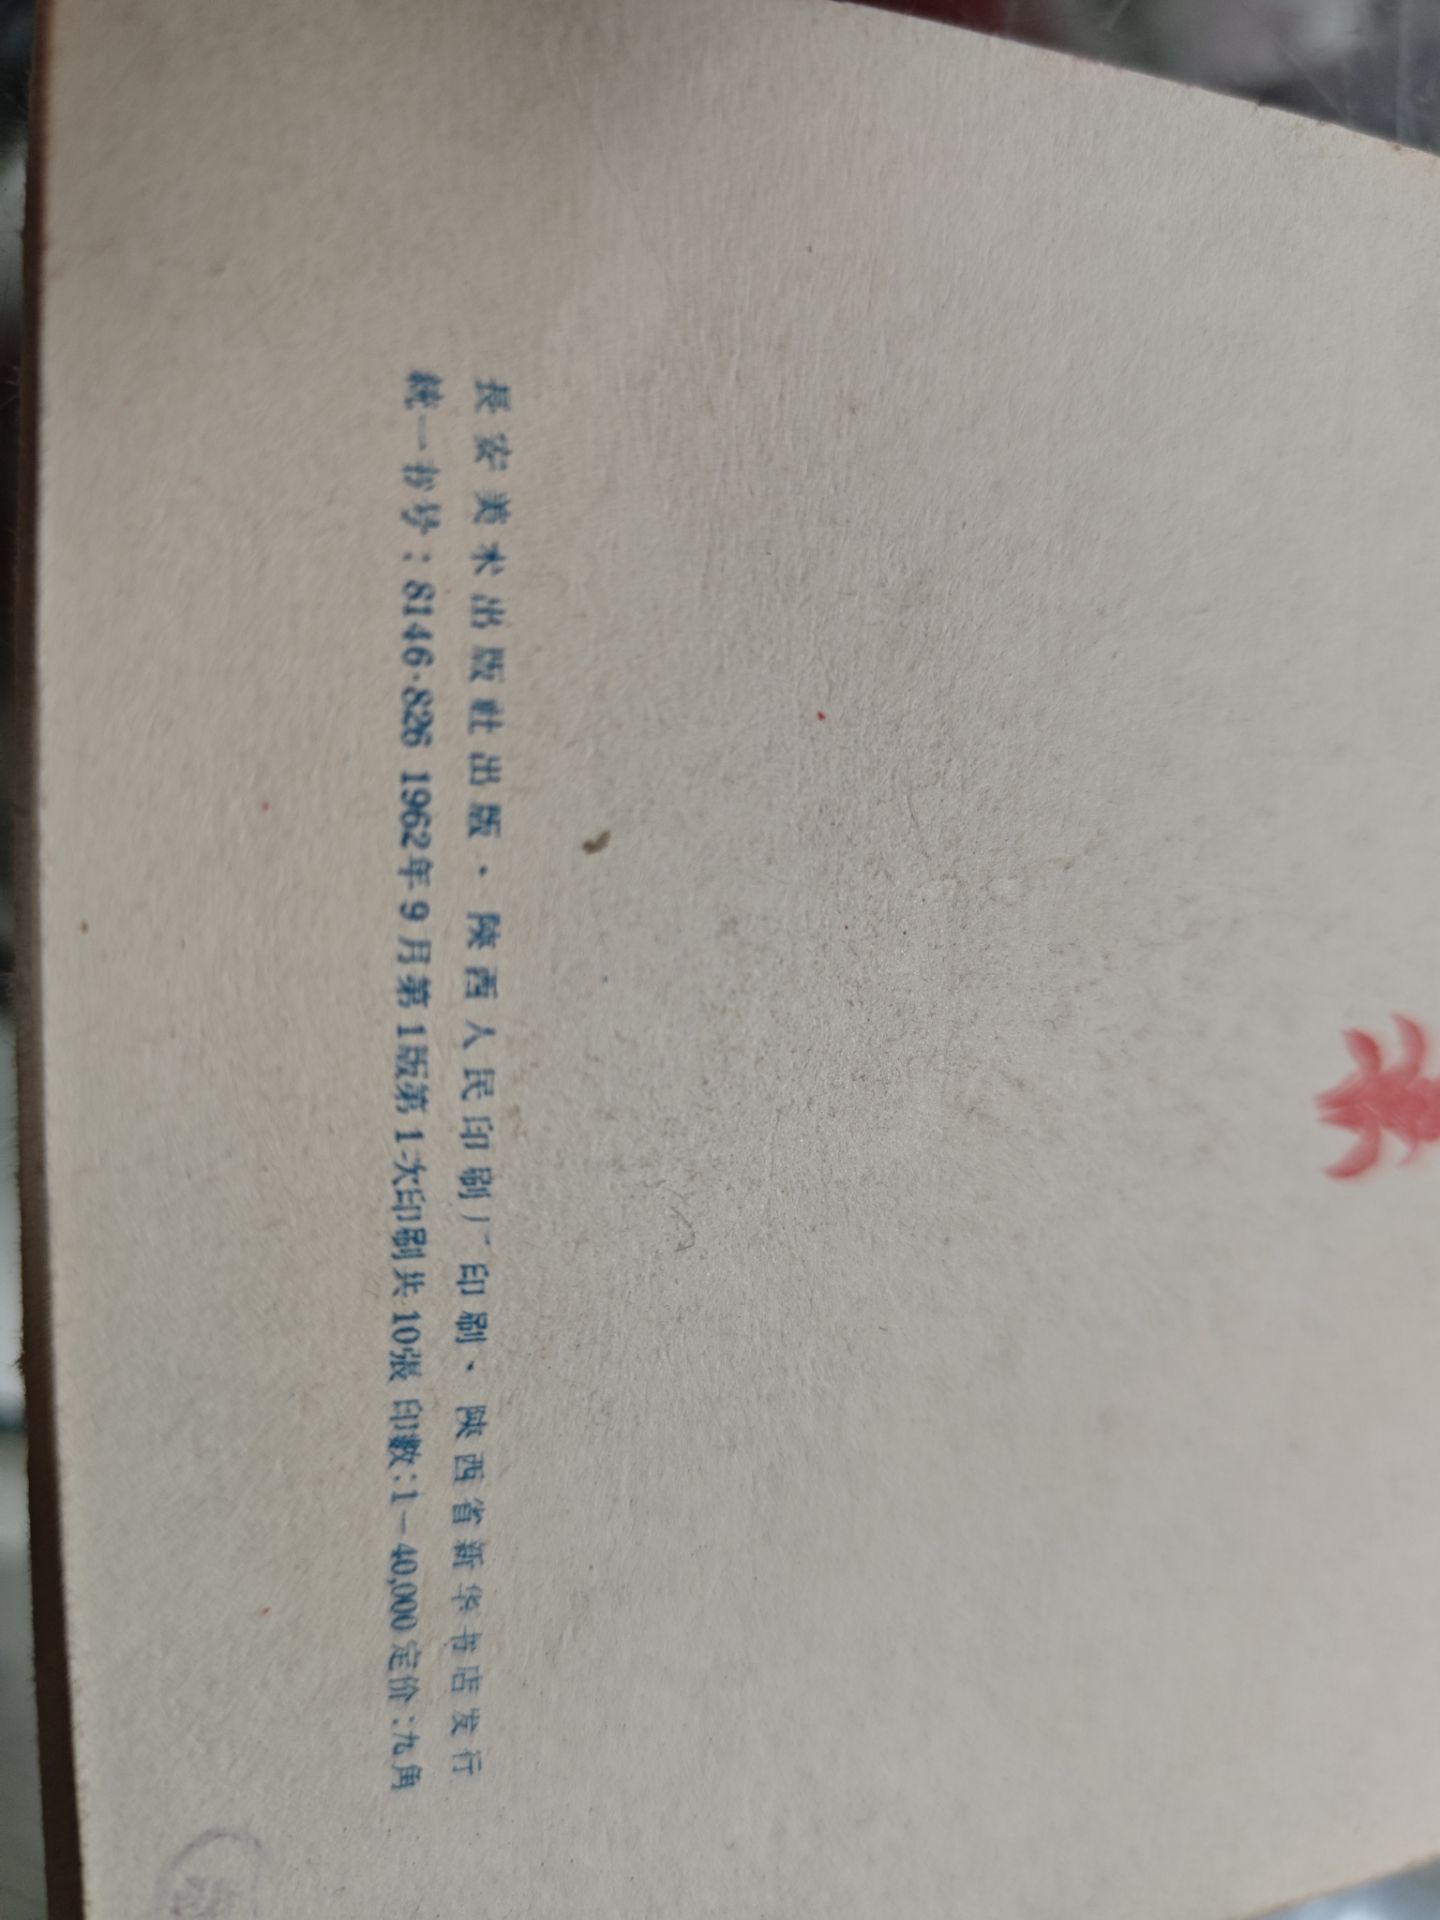 長安美术出版社出版·陝西人民印刷厂印刷、陝西省新华书店发行
統一书号：8146·826 1962年9月第1版第1次印刷共10張 印数：1—40,000 定价：九角